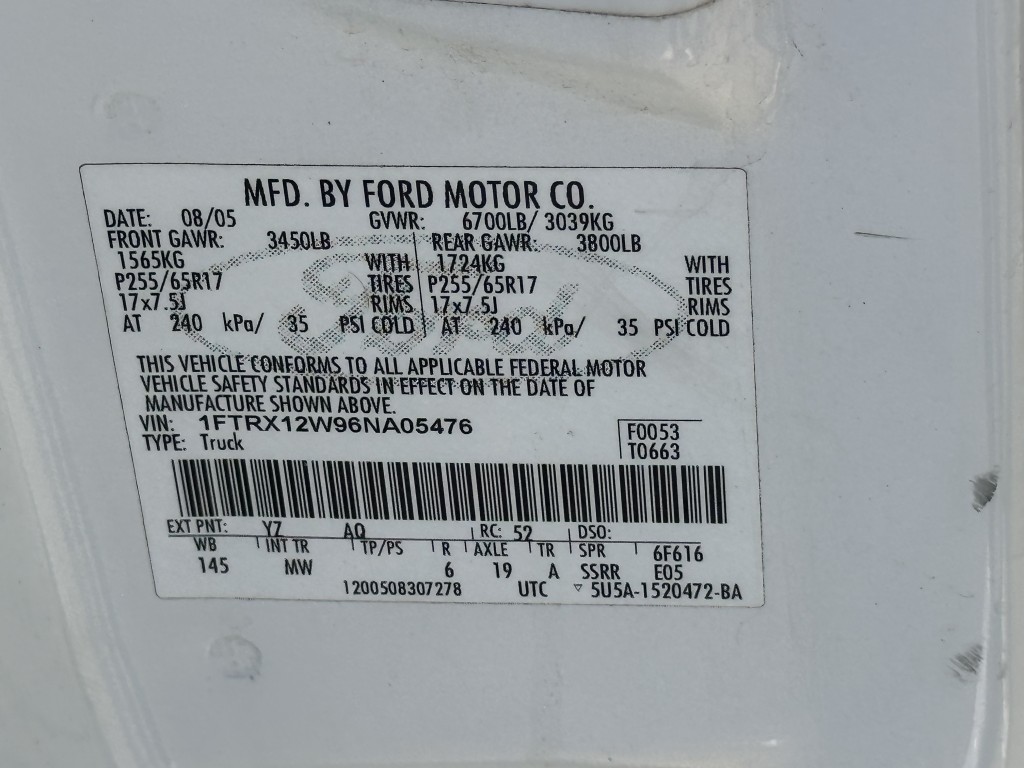 MFD. BY FORD MOTOR CO.
DATE: 08/05 GVWR: 6700LB/ 3039KG
FRONT GAWR: 3450LB REAR GAWR: 3800LB
1565KG WITH 1724KG WITH
P255/65R17 TIRES P255/65R17 TIRES
17x7.5J RIMS 17x7.5J RIMS
AT 240 kPa/ 35 PSI COLD AT 240 kPa/ 35 PSI COLD
Ford
THIS VEHICLE CONFORMS TO ALL APPLICABLE FEDERAL MOTOR
VEHICLE SAFETY STANDARDS IN EFFECT ON THE DATE OF
MANUFACTURE SHOWN ABOVE.
VIN: 1FTRX12W96NA05476
F0053
TYPE: Truck
T0663
EXT PNT: YZ AQ RC: 52 DSO:
WB INT TR TP/PS R AXLE TR SPR 6F616
145 MW 6 19 A SSRR E05
1200508307278 UTC ▽ 5U5A-1520472-BA